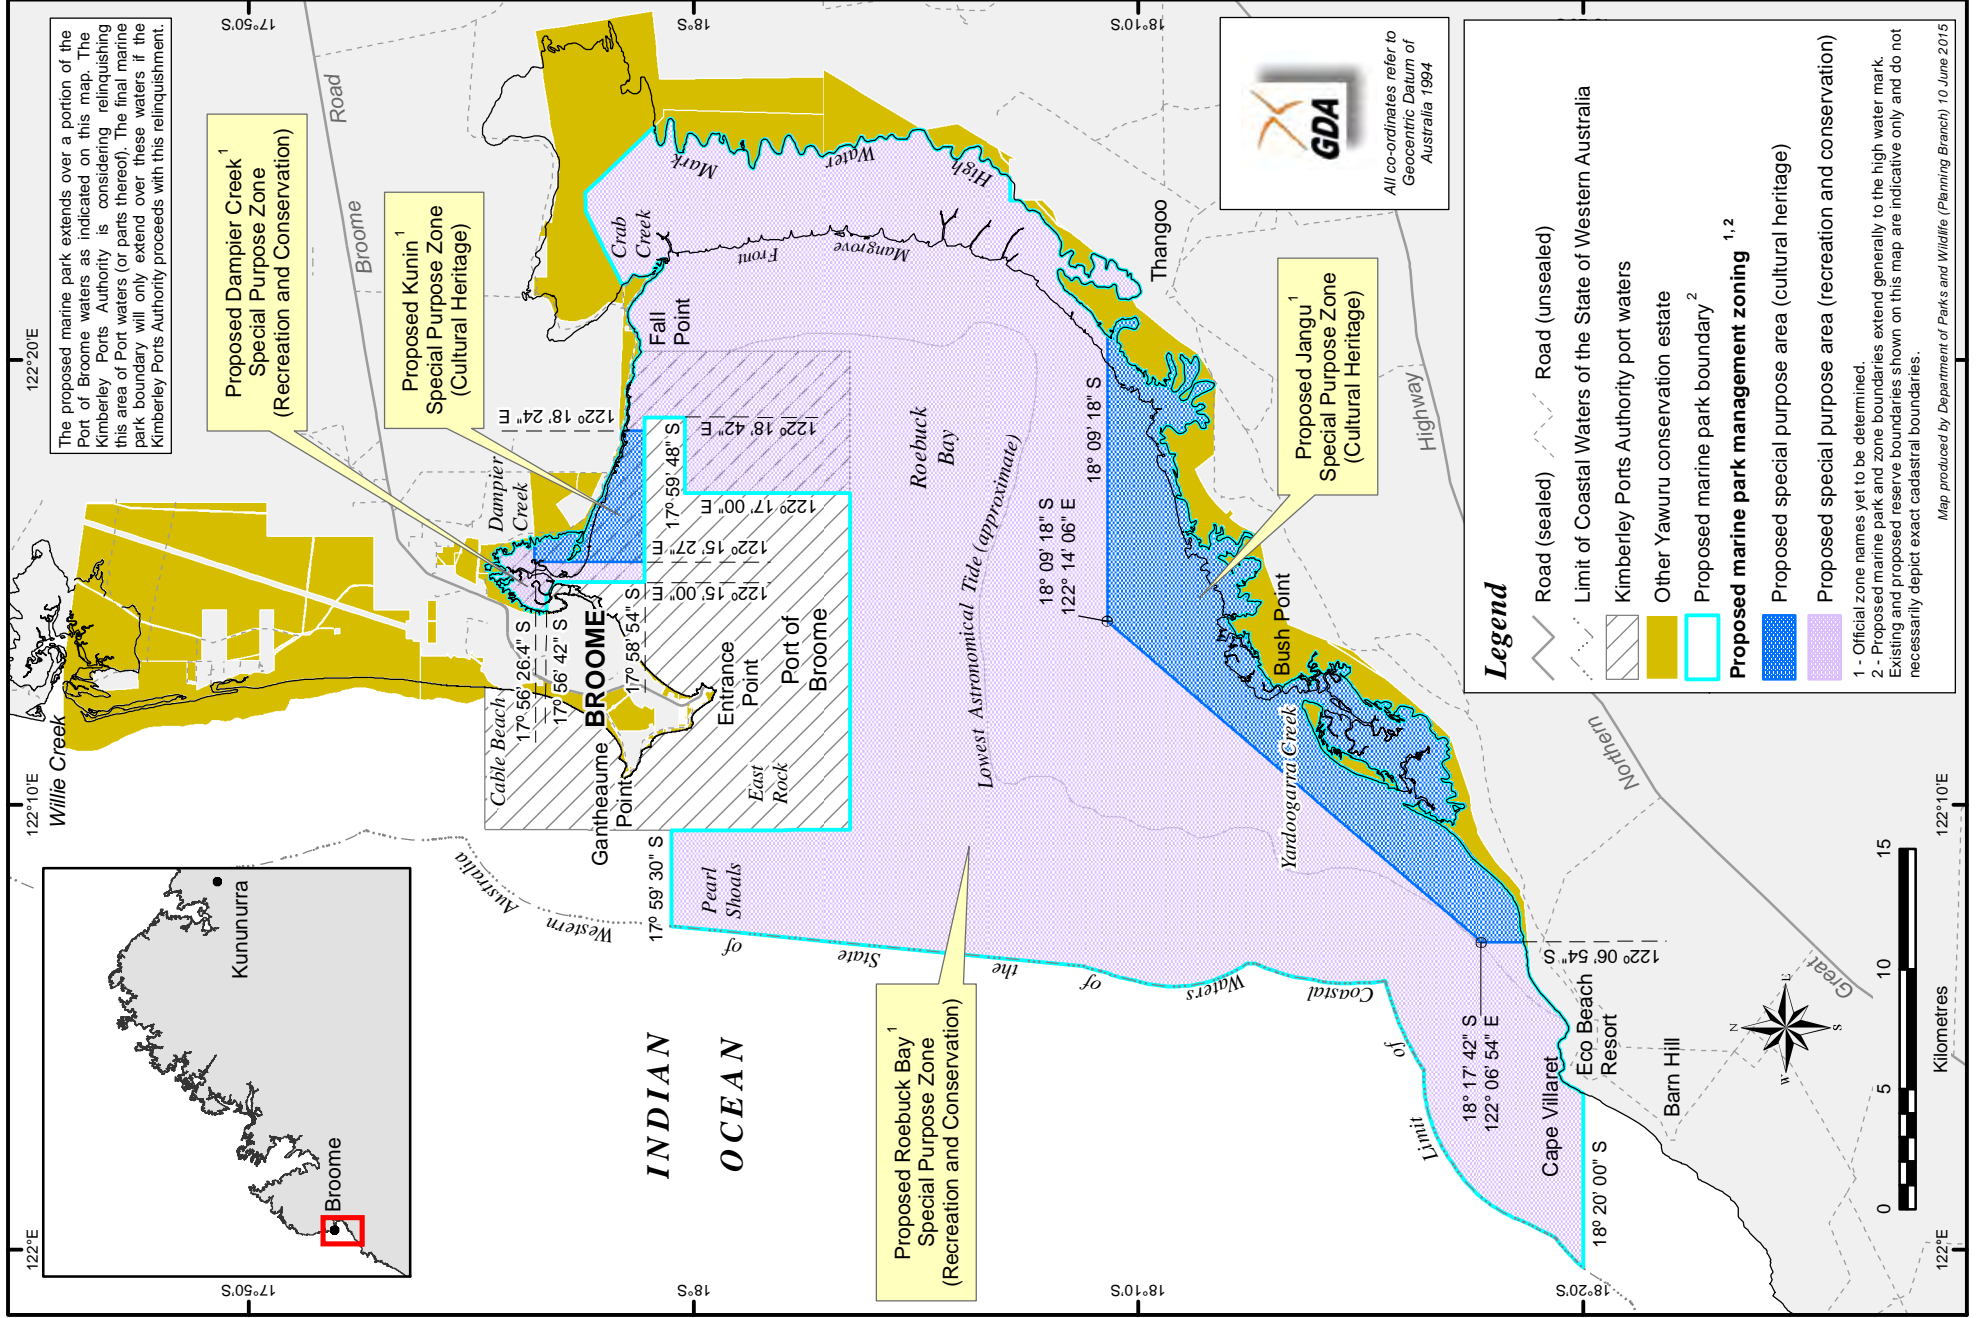 The proposed marine park extends over a portion of the
Port of Broome waters as indicated on this map. The
Kimberley Ports Authority is considering relinquishing
this area of Port waters (or parts thereof). The final marine
park boundary will only extend over these waters if the
Kimberley Ports Authority proceeds with this relinquishment.
Proposed Dampier Creek 1
Special Purpose Zone
(Recreation and Conservation)
Proposed Kunin 1
Special Purpose Zone
(Cultural Heritage)
Proposed Jangu 1
Special Purpose Zone
(Cultural Heritage)
Proposed Roebuck Bay 1
Special Purpose Zone
(Recreation and Conservation)
122°E
122°10'E
122°20'E
122°E
122°10'E
17°50'S
18°S
18°10'S
17°50'S
18°S
18°10'S
18°20'S
Kununurra
Broome
Willie Creek
Broome
Road
Dampier
Creek
Cable Beach
17º 56' 26.4" S
17º 56' 42" S
BROOME
17º 58' 54" S
Gantheaume
Point
Entrance
Point
Port of
Broome
East
Rock
122º 18' 24" E
122º 18' 42" E
17º 59' 48" S
122º 17' 00" E
122º 15' 27" E
122º 15' 00" E
Fall
Point
Crab
Creek
High
Water
Mark
Mangrove
Front
Roebuck
Bay
Lowest Astronomical Tide (approximate)
18° 09' 18" S
18° 09' 18" S
122° 14' 06" E
Thangoo
Bush Point
Yardoogarra Creek
17º 59' 30" S
Pearl
Shoals
Limit
of
Coastal
Waters
of
the
State
of
Western
Australia
INDIAN
OCEAN
18° 17' 42" S
122° 06' 54" E
122º 06' 54" S
Cape Villaret
Eco Beach
Resort
Barn Hill
18º 20' 00" S
Great
Northern
Highway
N
E
S
W
0
5
10
15
Kilometres
GDA
All co-ordinates refer to
Geocentric Datum of
Australia 1994
Legend
Road (sealed)
Road (unsealed)
Limit of Coastal Waters of the State of Western Australia
Kimberley Ports Authority port waters
Other Yawuru conservation estate
Proposed marine park boundary 2
Proposed marine park management zoning 1, 2
Proposed special purpose area (cultural heritage)
Proposed special purpose area (recreation and conservation)
1 - Official zone names yet to be determined.
2 - Proposed marine park and zone boundaries extend generally to the high water mark.
Existing and proposed reserve boundaries shown on this map are indicative only and do not
necessarily depict exact cadastral boundaries.
Map produced by Department of Parks and Wildlife (Planning Branch) 10 June 2015